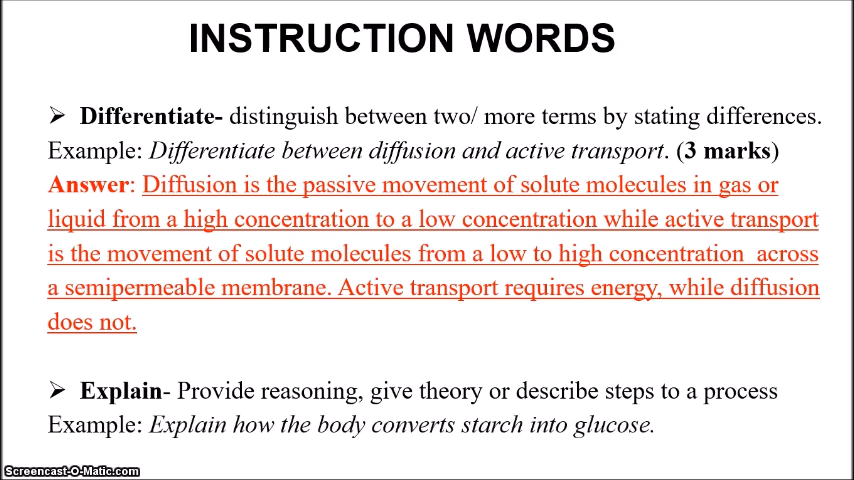 INSTRUCTION WORDS
➢ Differentiate- distinguish between two/ more terms by stating differences.
Example: Differentiate between diffusion and active transport. (3 marks)
Answer: Diffusion is the passive movement of solute molecules in gas or
liquid from a high concentration to a low concentration while active transport
is the movement of solute molecules from a low to high concentration across
a semipermeable membrane. Active transport requires energy, while diffusion
does not.
➢ Explain- Provide reasoning, give theory or describe steps to a process
Example: Explain how the body converts starch into glucose.
Screencast-O-Matic.com